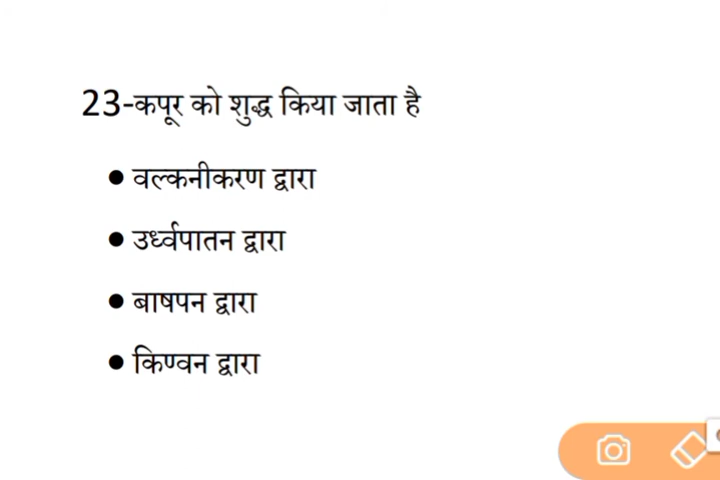 23-कपूर को शुद्ध किया जाता है
● वल्कनीकरण द्वारा
● उर्ध्वपातन द्वारा
● बाषपन द्वारा
● किण्वन द्वारा